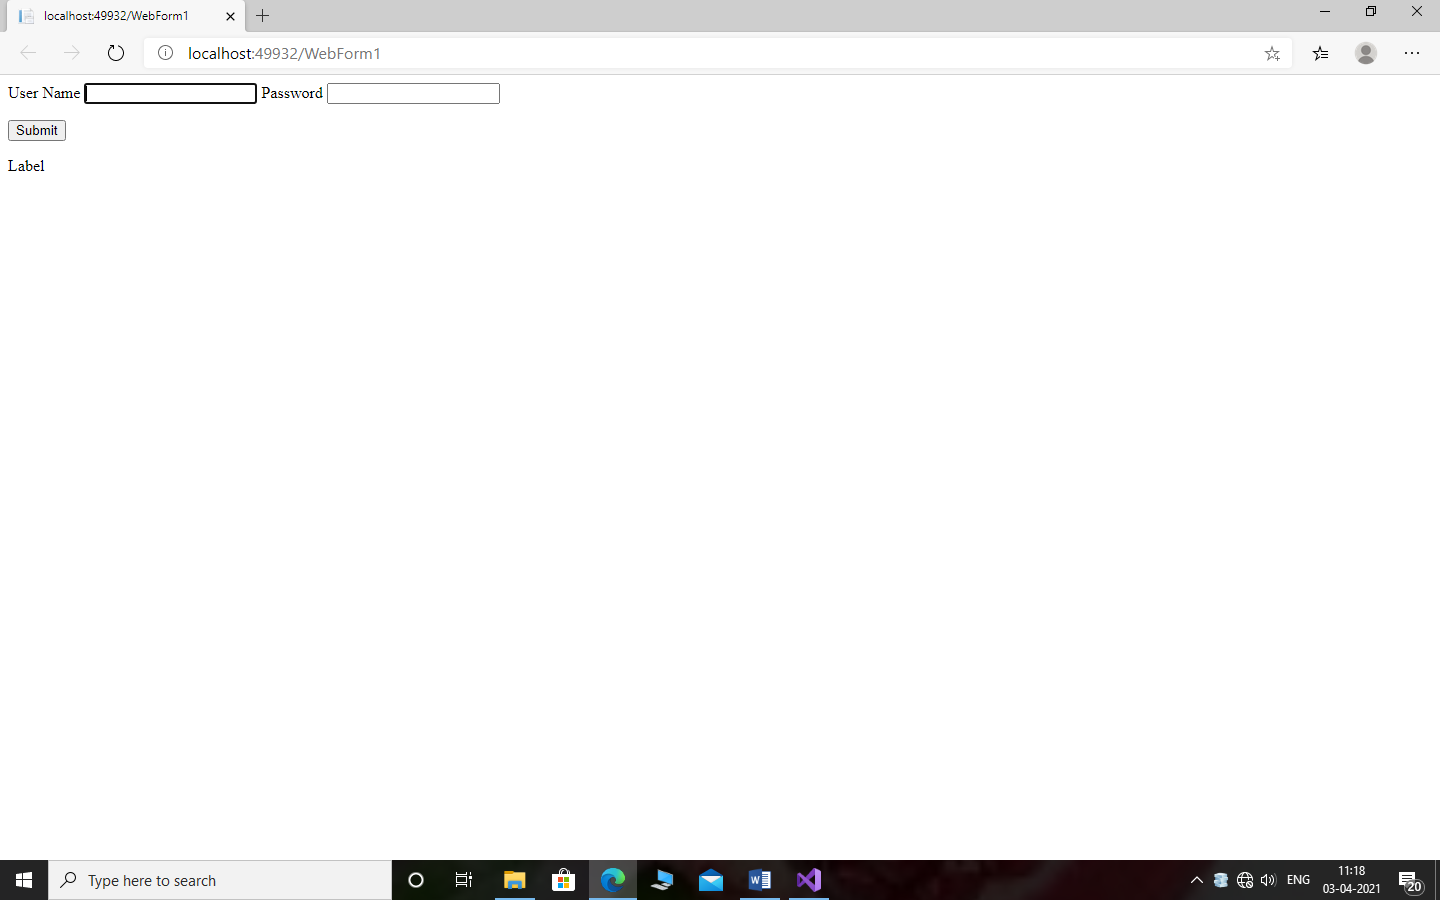 localhost:49932/WebForm1
localhost:49932/WebForm1
User Name Password
Submit
Label
Type here to search
ENG
11:18
03-04-2021
20